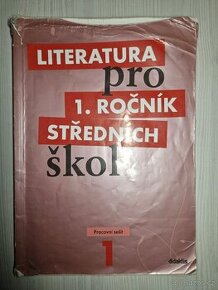 LITERATURA
pro
1. ROČNÍK
STŘEDNÍCH
škol
Pracovní sešit
1
didaktis